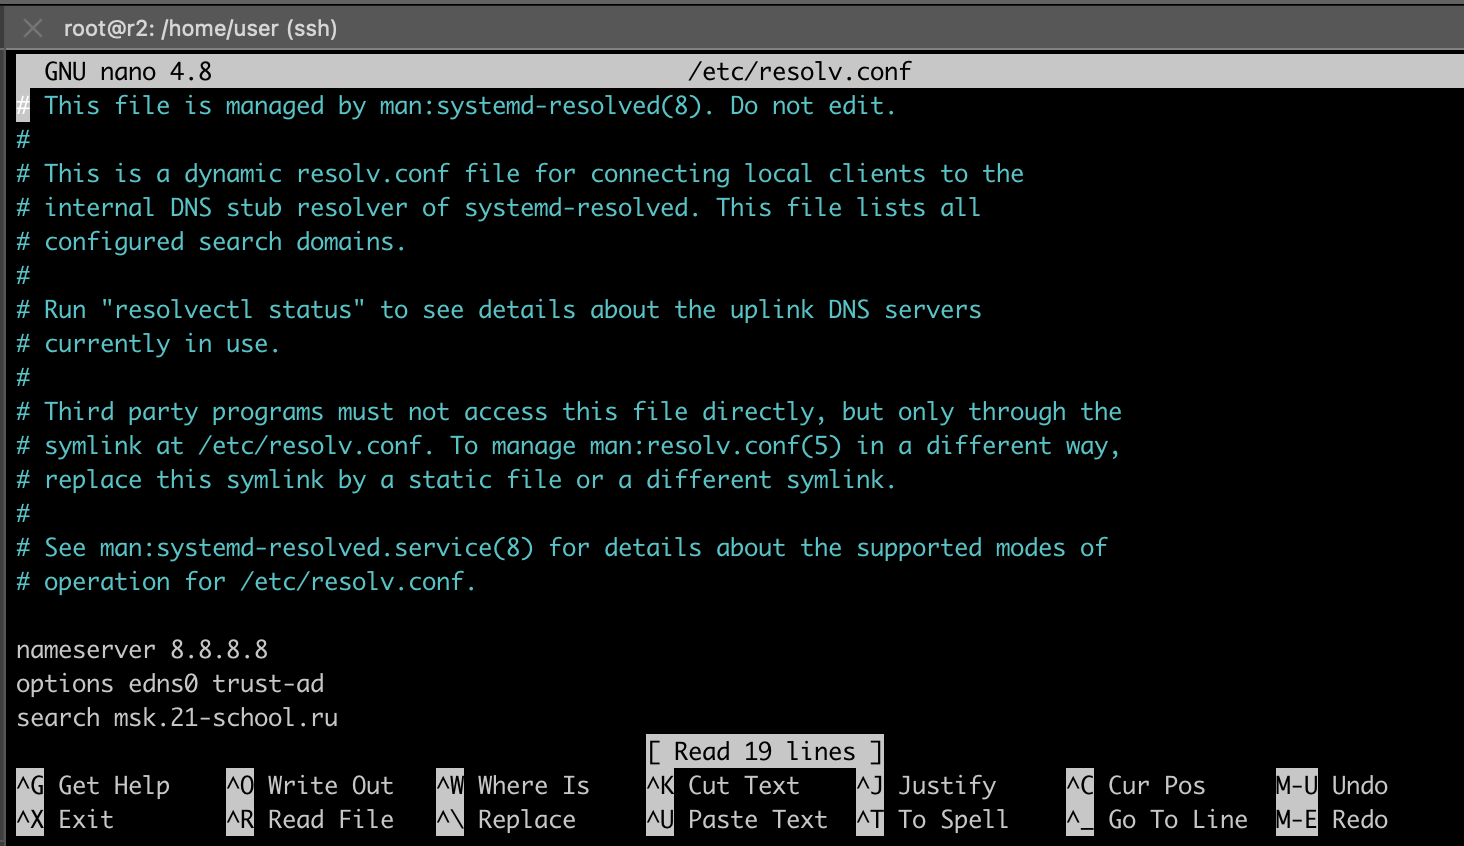 root@r2: /home/user (ssh)
GNU nano 4.8 /etc/resolv.conf
# This file is managed by man:systemd-resolved(8). Do not edit.
#
# This is a dynamic resolv.conf file for connecting local clients to the
# internal DNS stub resolver of systemd-resolved. This file lists all
# configured search domains.
#
# Run "resolvectl status" to see details about the uplink DNS servers
# currently in use.
#
# Third party programs must not access this file directly, but only through the
# symlink at /etc/resolv.conf. To manage man:resolv.conf(5) in a different way,
# replace this symlink by a static file or a different symlink.
#
# See man:systemd-resolved.service(8) for details about the supported modes of
# operation for /etc/resolv.conf.

nameserver 8.8.8.8
options edns0 trust-ad
search msk.21-school.ru
[ Read 19 lines ]
^G Get Help ^O Write Out ^W Where Is ^K Cut Text ^J Justify ^C Cur Pos M-U Undo
^X Exit ^R Read File ^\ Replace ^U Paste Text ^T To Spell ^_ Go To Line M-E Redo